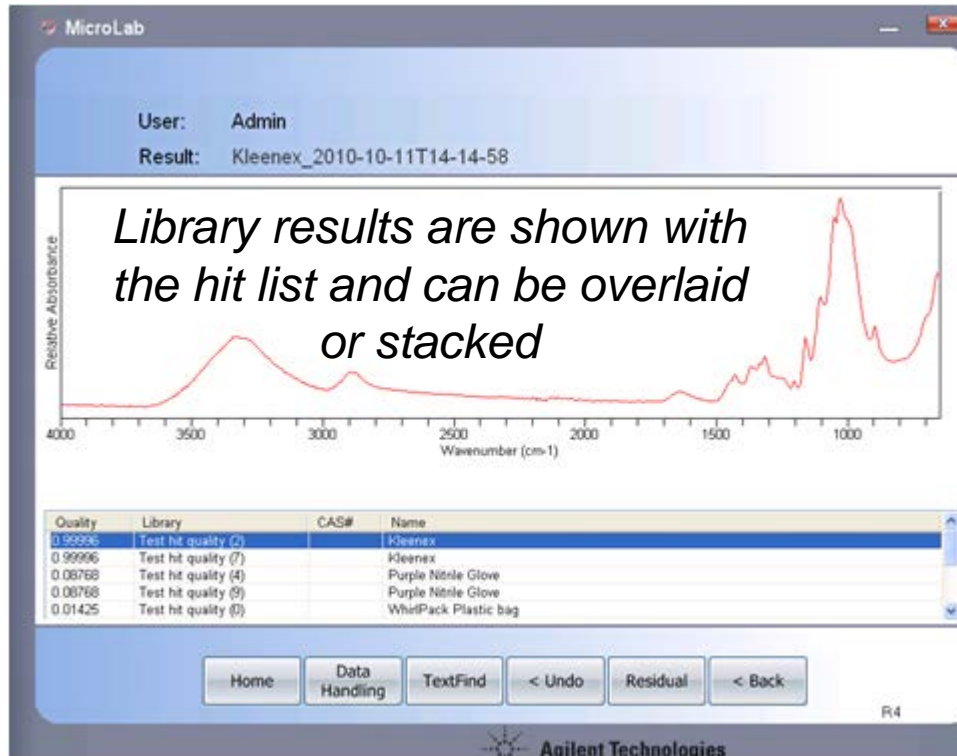 MicroLab
User: Admin
Result: Kleenex_2010-10-11T14-14-58
Library results are shown with
the hit list and can be overlaid
or stacked
Relative Absorbance
4000 3500 3000 2500 2000 1500 1000
Wavenumber (cm-1)
Quality Library CAS# Name
0.99996 Test hit quality (2) Kleenex
0.99996 Test hit quality (7) Kleenex
0.08768 Test hit quality (4) Purple Nitrile Glove
0.08768 Test hit quality (9) Purple Nitrile Glove
0.01425 Test hit quality (0) WhirlPack Plastic bag
Home Data Handling TextFind < Undo Residual < Back
R4
Agilent Technologies